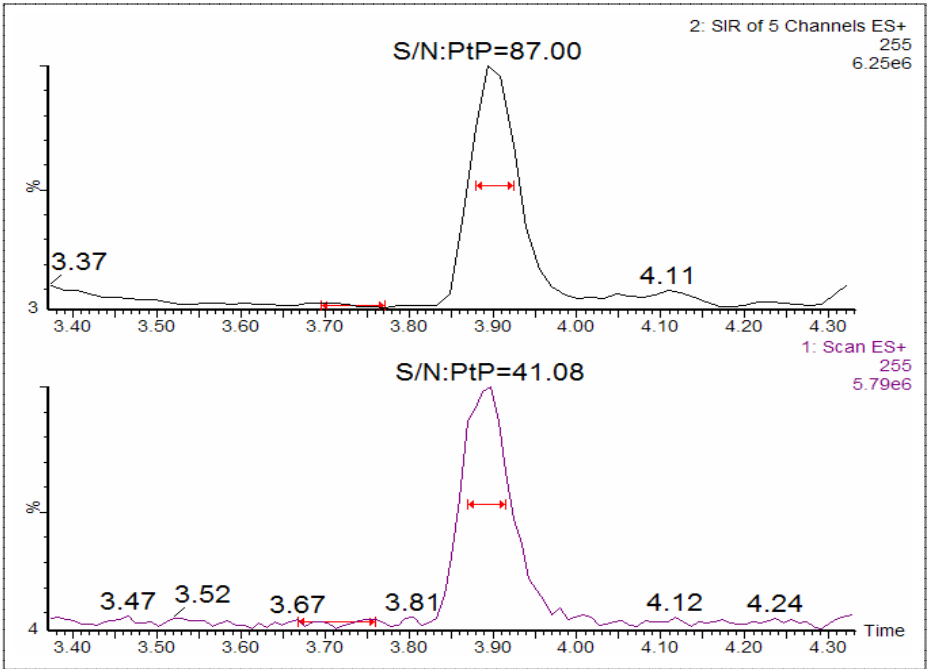 2: SIR of 5 Channels ES+
255
6.25e6
S/N:PtP=87.00
%
3.37
4.11
3
3.40 3.50 3.60 3.70 3.80 3.90 4.00 4.10 4.20 4.30
1: Scan ES+
255
5.79e6
S/N:PtP=41.08
%
3.47 3.52 3.67 3.81 4.12 4.24
4
3.40 3.50 3.60 3.70 3.80 3.90 4.00 4.10 4.20 4.30 Time